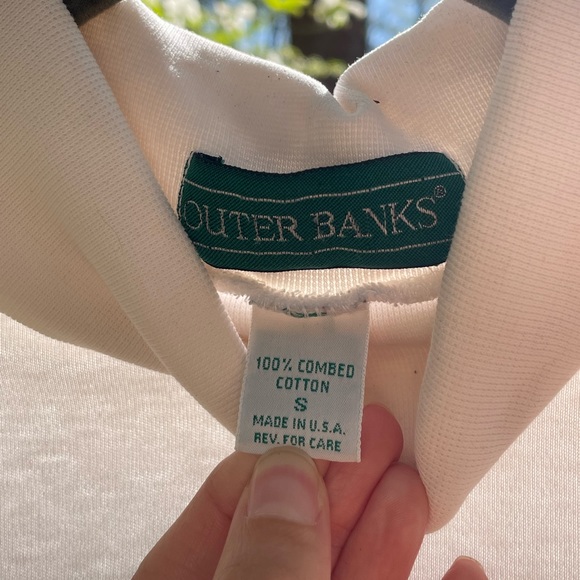 OUTER BANKS®
100% COMBED
COTTON
S
MADE IN U.S.A.
REV. FOR CARE